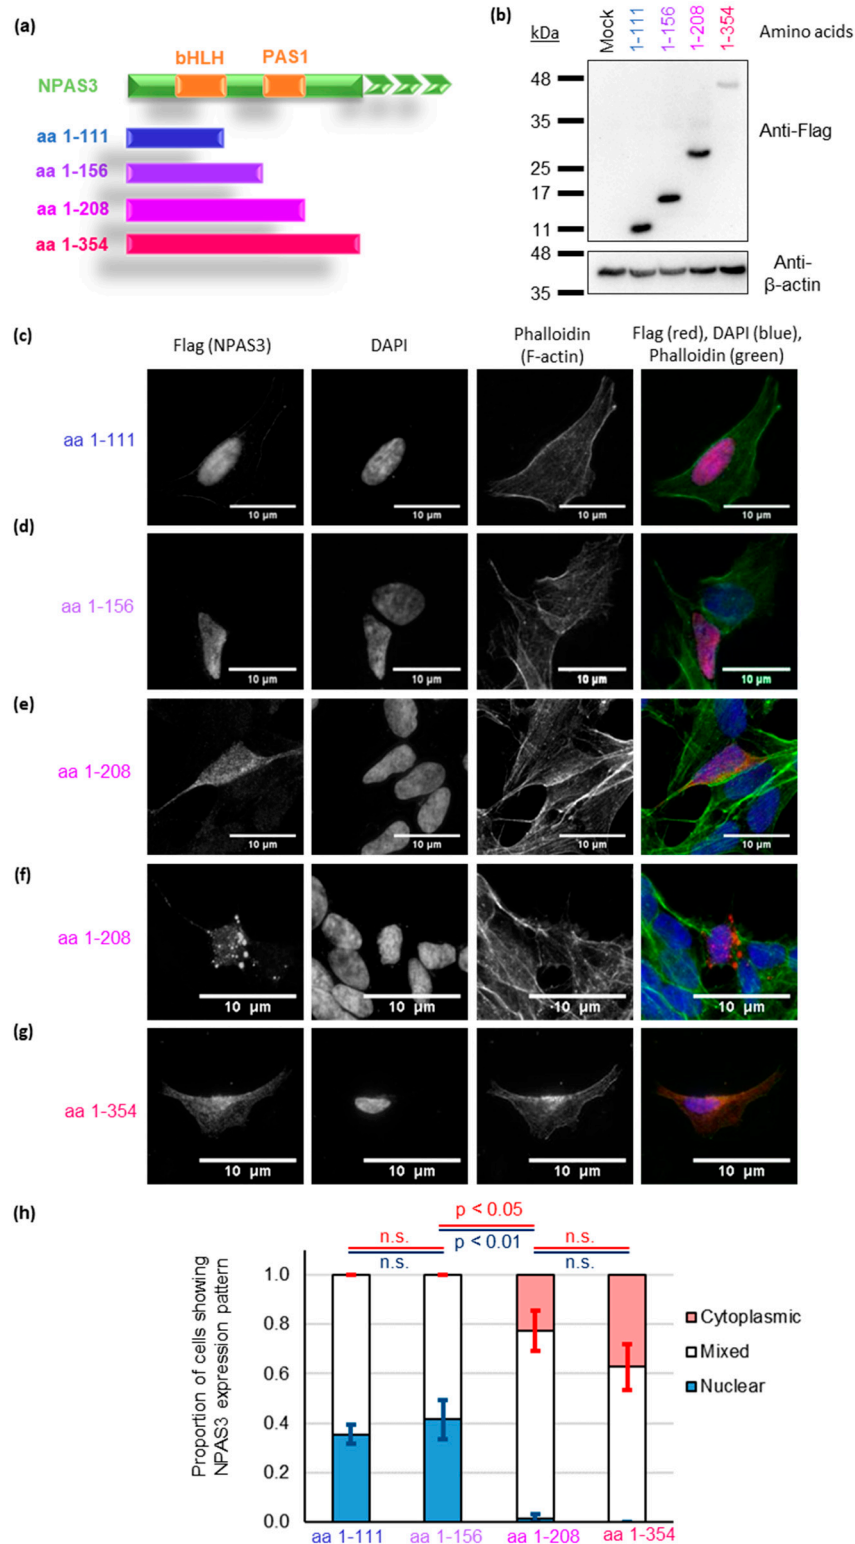 (a)
bHLH PAS1
NPAS3
aa 1-111
aa 1-156
aa 1-208
aa 1-354
(b)
kDa Mock 1-111 1-156 1-208 1-354 Amino acids
48
35
25
17
11
Anti-Flag
48
35
Anti-
β-actin
(c)
Flag (NPAS3) DAPI Phalloidin Flag (red), DAPI (blue),
(F-actin) Phalloidin (green)
aa 1-111
10 µm 10 µm 10 µm 10 µm
(d)
aa 1-156
10 µm 10 µm 10 µm 10 µm
(e)
aa 1-208
10 µm 10 µm 10 µm 10 µm
(f)
aa 1-208
10 µm 10 µm 10 µm 10 µm
(g)
aa 1-354
10 µm 10 µm 10 µm 10 µm
(h)
p < 0.05
p < 0.01
n.s. n.s.
n.s. n.s.
Proportion of cells showing
NPAS3 expression pattern
1.0
0.8
0.6
0.4
0.2
0.0
Cytoplasmic
Mixed
Nuclear
aa 1-111 aa 1-156 aa 1-208 aa 1-354